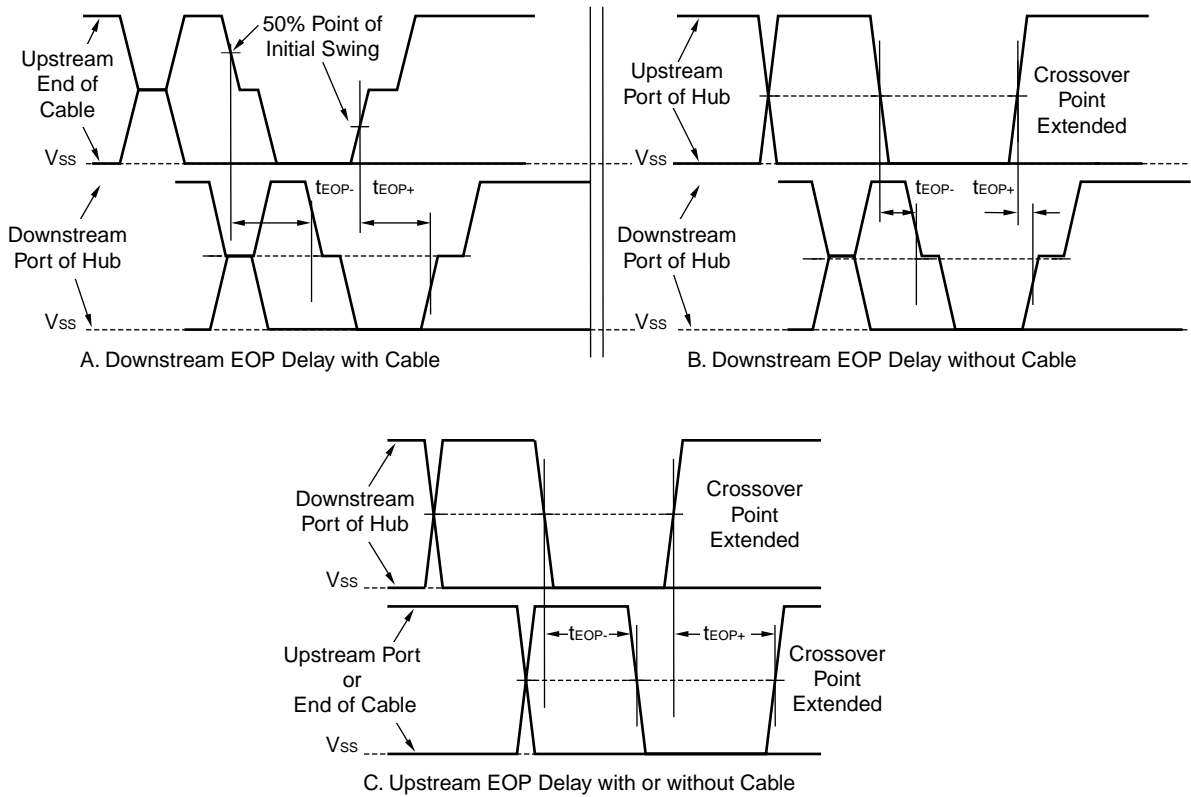 50% Point of
Initial Swing
Upstream
End of
Cable
VSS
tEOP-
tEOP+
Downstream
Port of Hub
VSS
A. Downstream EOP Delay with Cable
Upstream
Port of Hub
Crossover
Point
Extended
VSS
tEOP-
tEOP+
Downstream
Port of Hub
VSS
B. Downstream EOP Delay without Cable
Downstream
Port of Hub
Crossover
Point
Extended
VSS
tEOP-
tEOP+
Upstream Port
or
End of Cable
Crossover
Point
Extended
VSS
C. Upstream EOP Delay with or without Cable